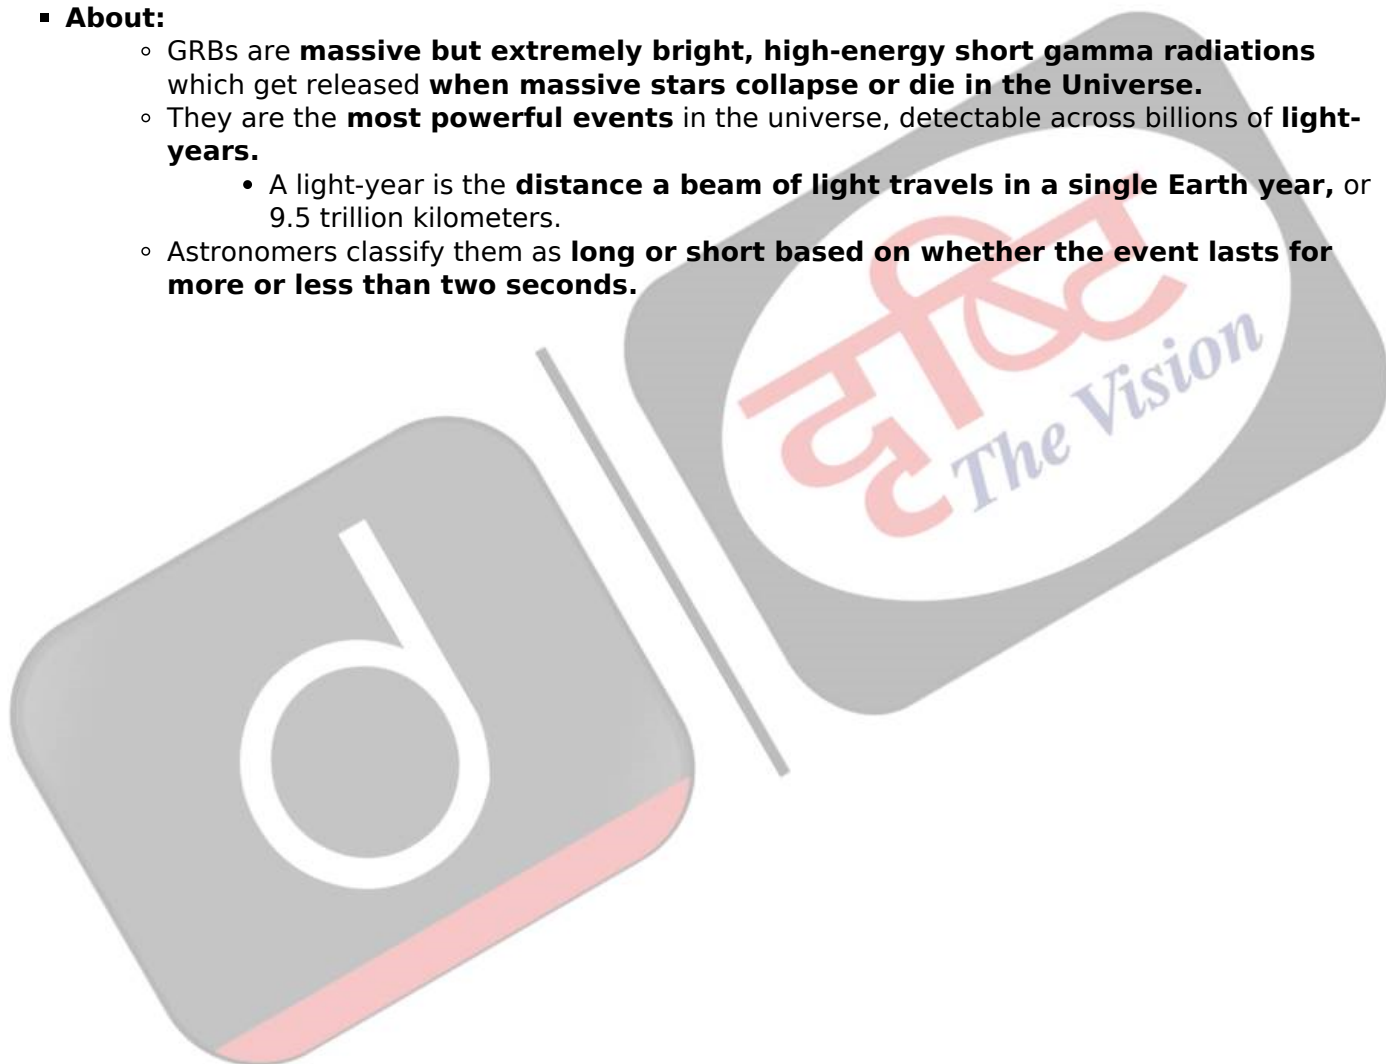 ▪ About:
◦ GRBs are massive but extremely bright, high-energy short gamma radiations
which get released when massive stars collapse or die in the Universe.
◦ They are the most powerful events in the universe, detectable across billions of light-
years.
• A light-year is the distance a beam of light travels in a single Earth year, or
9.5 trillion kilometers.
◦ Astronomers classify them as long or short based on whether the event lasts for
more or less than two seconds.
दृष्टि
The Vision
d